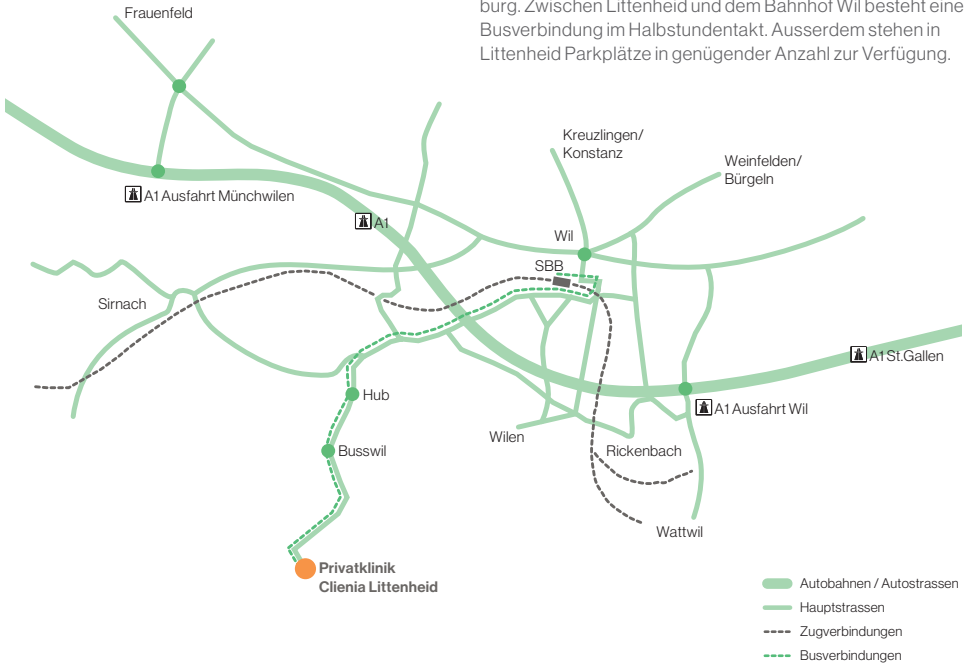 burg. Zwischen Littenheid und dem Bahnhof Wil besteht eine
Busverbindung im Halbstundentakt. Ausserdem stehen in
Littenheid Parkplätze in genügender Anzahl zur Verfügung.
Frauenfeld
Kreuzlingen/
Konstanz
Weinfelden/
Bürgeln
A1 Ausfahrt Münchwilen
A1
Wil
SBB
Sirnach
A1 St.Gallen
Hub
A1 Ausfahrt Wil
Wilen
Busswil
Rickenbach
Wattwil
Privatklinik
Clienia Littenheid
Autobahnen / Autostrassen
Hauptstrassen
Zugverbindungen
Busverbindungen